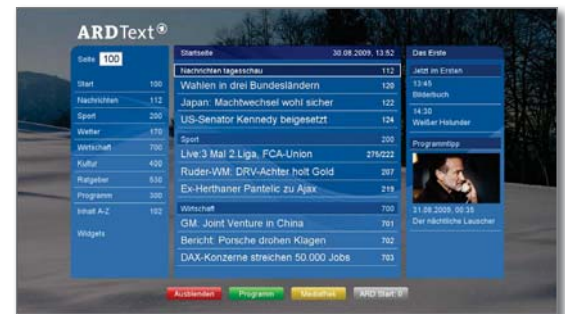 ARDText
Seite 100
Start 100
Nachrichten 112
Sport 200
Wetter 170
Wirtschaft 700
Kultur 400
Ratgeber 530
Programm 300
Inhalt A-Z 102
Widgets
Startseite 30.08.2009, 13:52
Nachrichten tagesschau 112
Wahlen in drei Bundesländern 120
Japan: Machtwechsel wohl sicher 122
US-Senator Kennedy beigesetzt 124
Sport 200
Live:3 Mal 2.Liga, FCA-Union 275/222
Ruder-WM: DRV-Achter holt Gold 207
Ex-Herthaner Pantelic zu Ajax 219
Wirtschaft 700
GM: Joint Venture in China 701
Bericht: Porsche drohen Klagen 702
DAX-Konzerne streichen 50.000 Jobs 703
Das Erste
Jetzt im Ersten
13:45
Bilderbuch
14:30
Weißer Holunder
Programmtipp
31.08.2009, 00:35
Der nächtliche Lauscher
Ausblenden Programm Mediathek ARD Start: 0